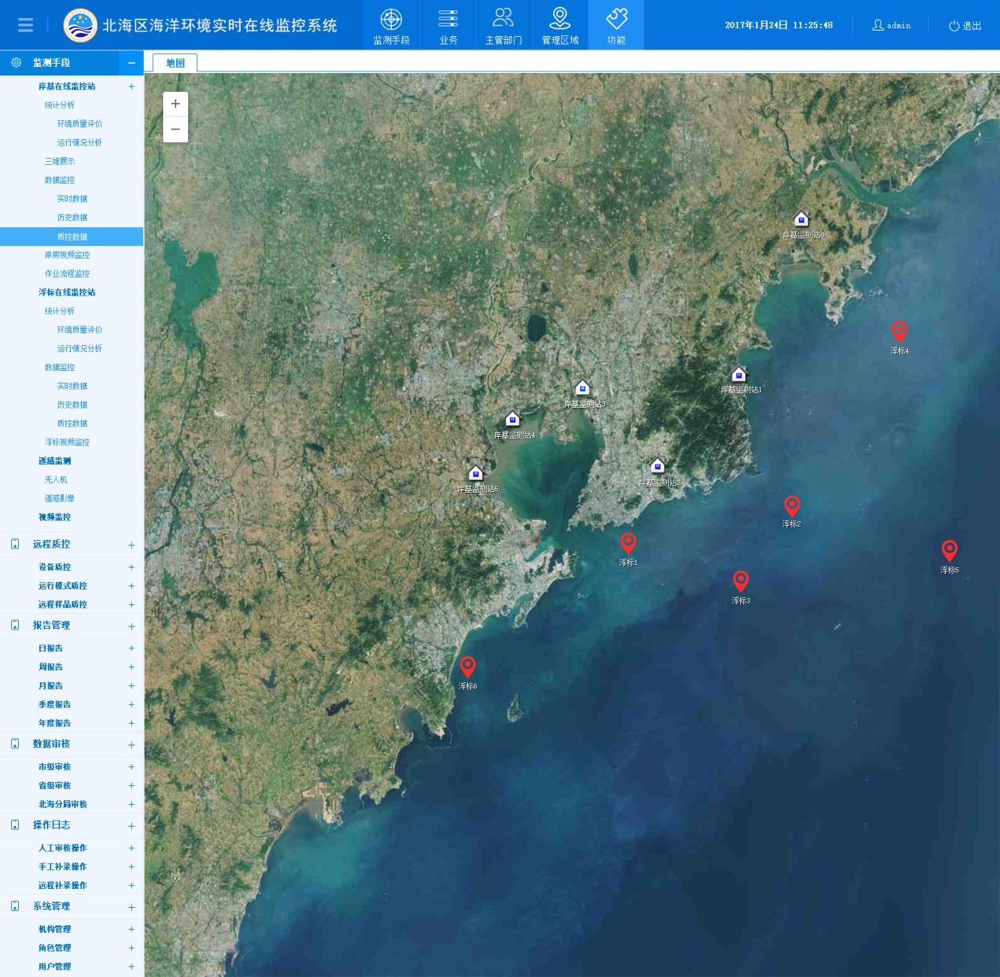 北海区海洋环境实时在线监控系统
监测手段
业务
主管部门
管理区域
功能
2017年1月24日 11:25:48
admin
退出
监测手段
地图
岸基在线监控站
统计分析
环境质量评价
运行情况分析
三维展示
数据监控
实时数据
历史数据
质控数据
岸房视频监控
作业流程监控
浮标在线监控站
统计分析
环境质量评价
运行情况分析
数据监控
实时数据
历史数据
质控数据
浮标视频监控
遥感监测
无人机
遥感影像
视频监控
远程质控
设备质控
运行模式质控
远程样品质控
报告管理
日报告
周报告
月报告
季度报告
年度报告
数据审核
市级审核
省级审核
北海分局审核
操作日志
人工审核操作
手工补录操作
远程补录操作
系统管理
机构管理
角色管理
用户管理
岸基监测站6
浮标4
岸基监测站1
岸基监测站3
岸基监测站4
岸基监测站2
岸基监测站5
浮标2
浮标1
浮标5
浮标3
浮标6